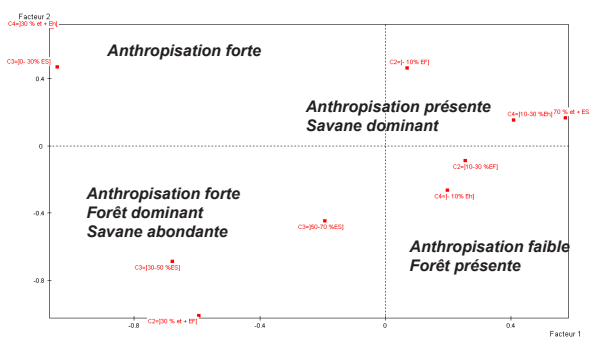 Facteur 2
C4=]30 % et + Eh]
Anthropisation forte
C3=]0- 30% ES]
C2=]- 10% EF]
0.4
Anthropisation présente
Savane dominant
C4=]10-30 %Eh]
70 % et + ES
0
C2=]10-30 %EF]
C4=]- 10% Eh]
Anthropisation forte
Forêt dominant
Savane abondante
-0.4
C3=]50-70 %ES]
Anthropisation faible
Forêt présente
C3=]30-50 %ES]
-0.8
C2=]30 % et + EF]
-0.8
-0.4
0
0.4
Facteur 1